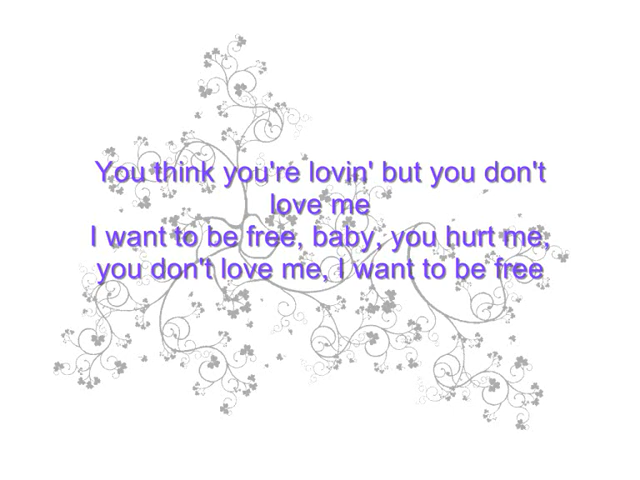 You think you're lovin' but you don't
love me
I want to be free, baby, you hurt me,
you don't love me, I want to be free